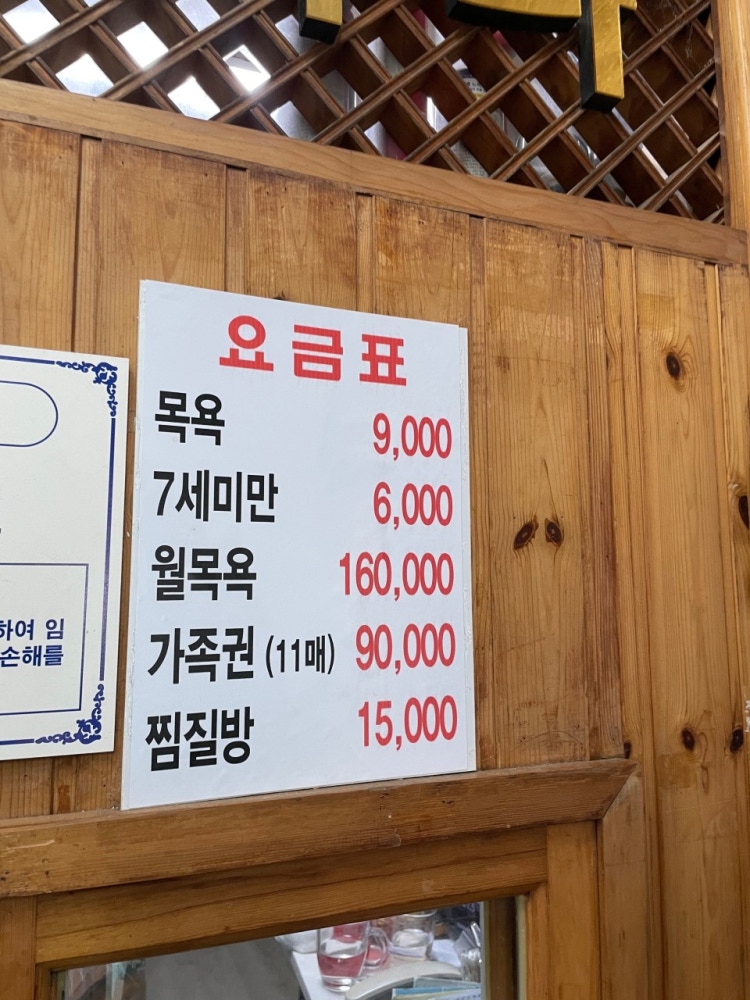 요금표
목욕 9,000
7세미만 6,000
월목욕 160,000
가족권 (11매) 90,000
찜질방 15,000
하여 임
손해를